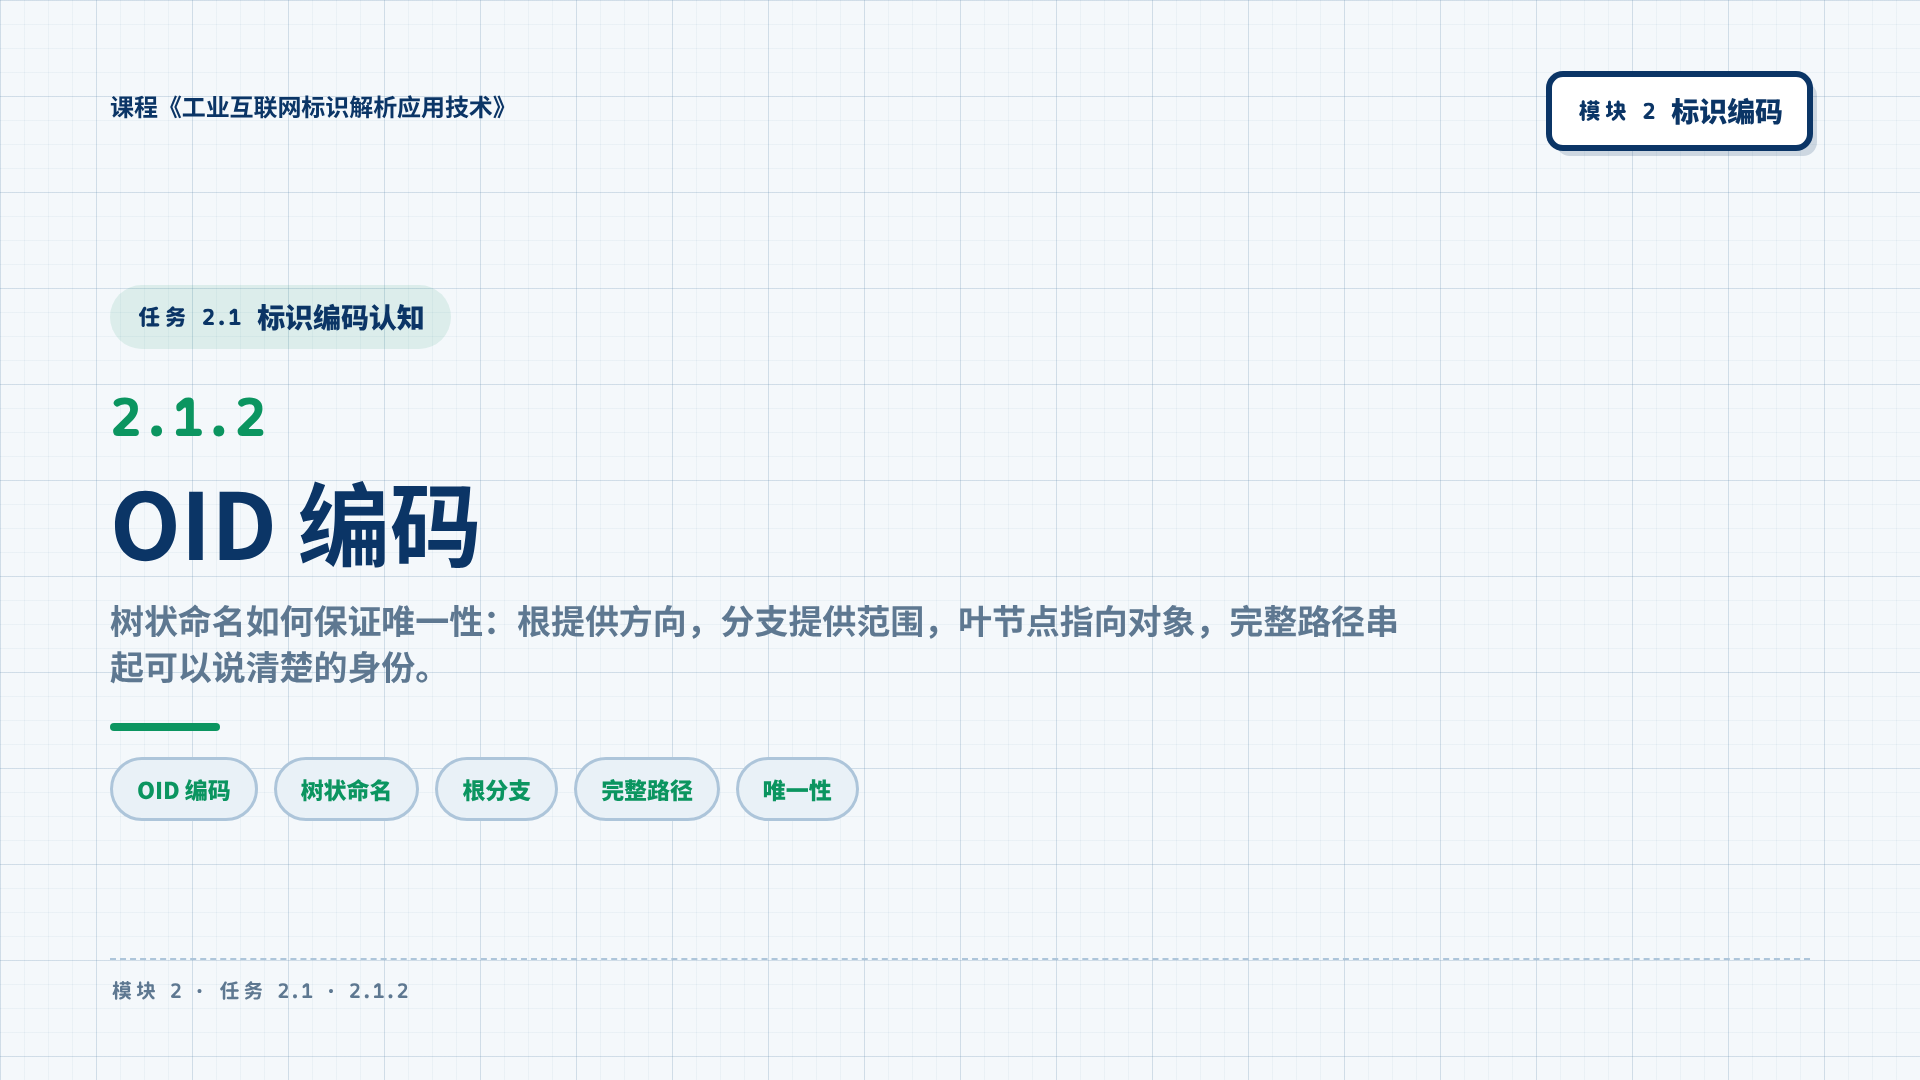 课程《工业互联网标识解析应用技术》
模块 2 标识编码
任务 2.1 标识编码认知
2.1.2
OID 编码
树状命名如何保证唯一性：根提供方向，分支提供范围，叶节点指向对象，完整路径串
起可以说清楚的身份。
OID 编码 树状命名 根分支 完整路径 唯一性
模块 2 · 任务 2.1 · 2.1.2